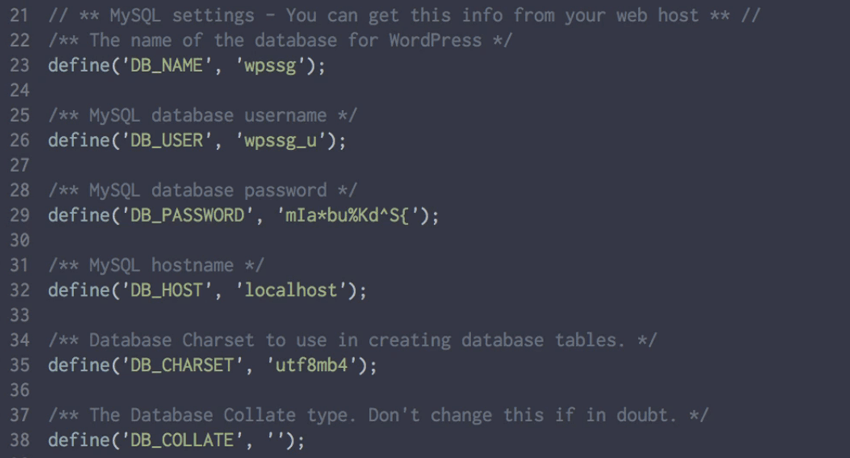 21 // ** MySQL settings - You can get this info from your web host ** //
22 /** The name of the database for WordPress */
23 define('DB_NAME', 'wpssg');
24
25 /** MySQL database username */
26 define('DB_USER', 'wpssg_u');
27
28 /** MySQL database password */
29 define('DB_PASSWORD', 'mIa*bu%Kd^S{');
30
31 /** MySQL hostname */
32 define('DB_HOST', 'localhost');
33
34 /** Database Charset to use in creating database tables. */
35 define('DB_CHARSET', 'utf8mb4');
36
37 /** The Database Collate type. Don't change this if in doubt. */
38 define('DB_COLLATE', '');